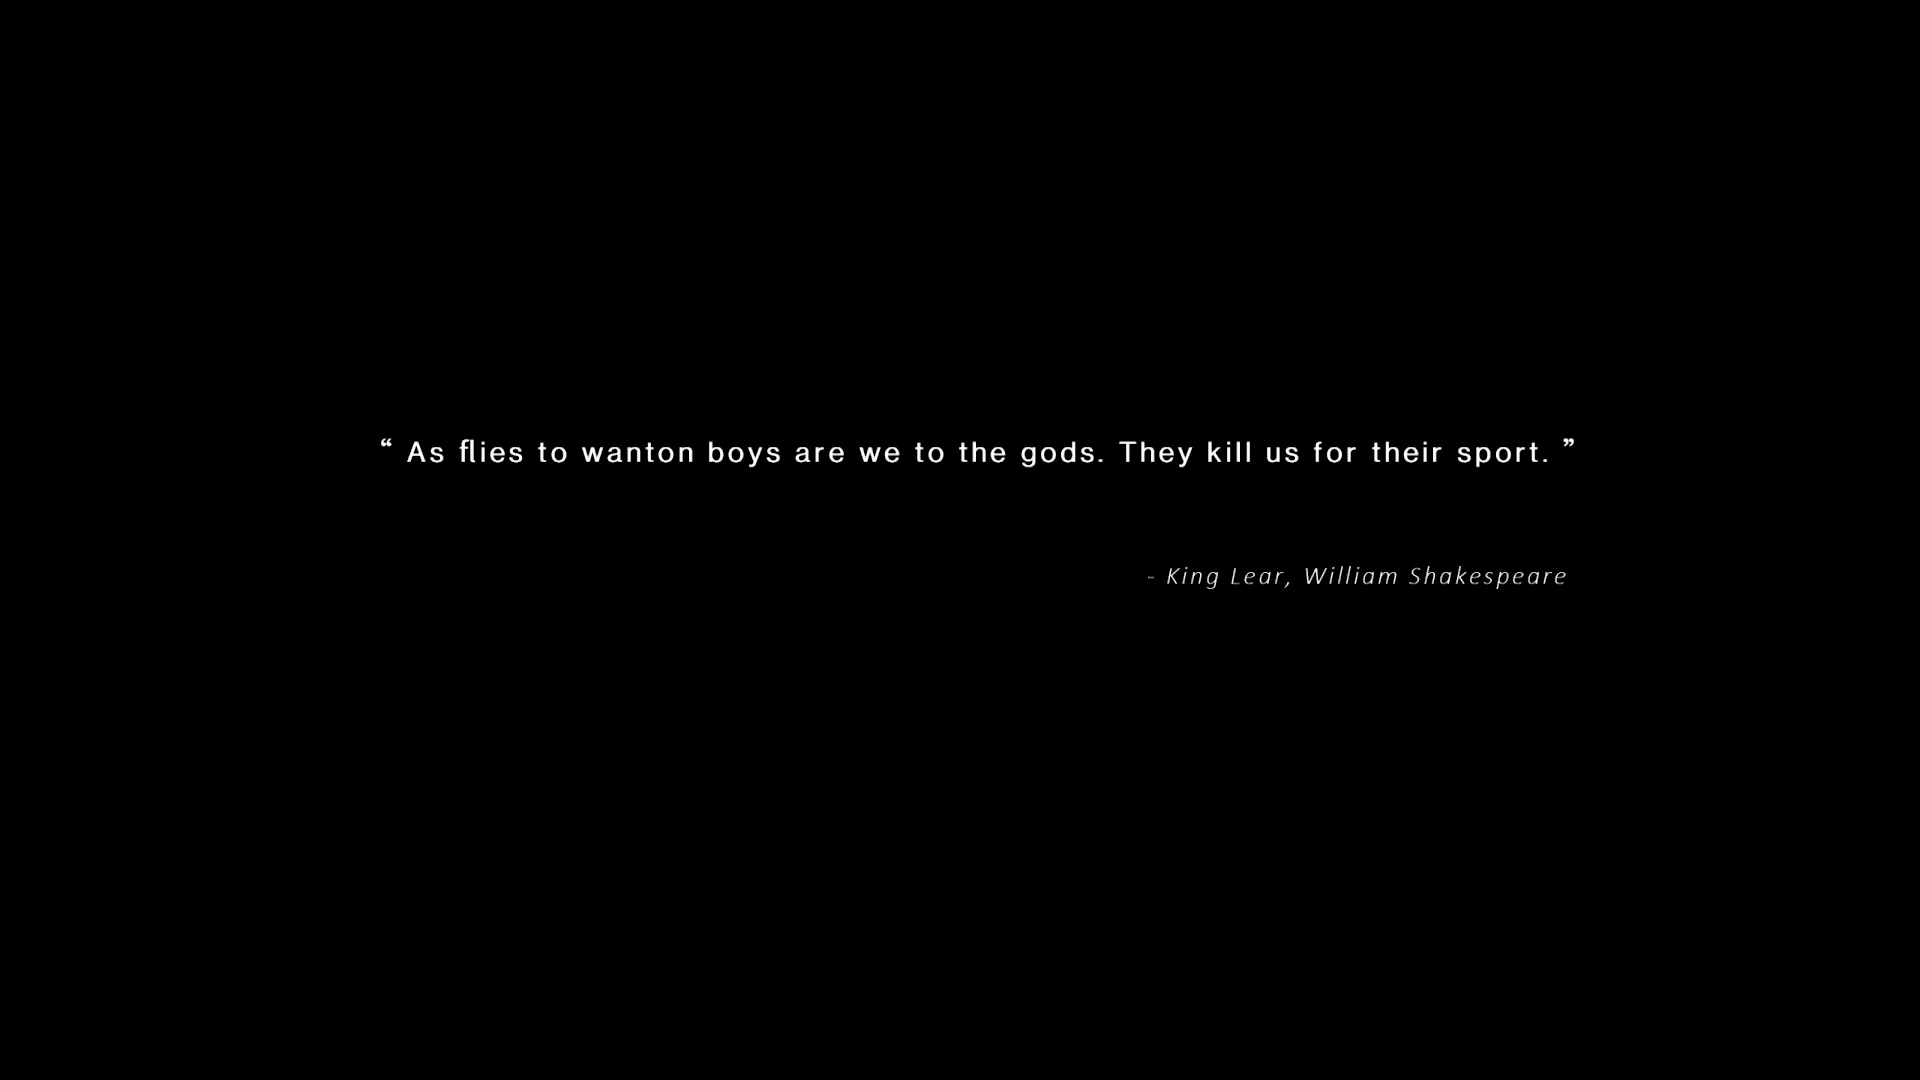 “ As flies to wanton boys are we to the gods. They kill us for their sport. ”
- King Lear, William Shakespeare